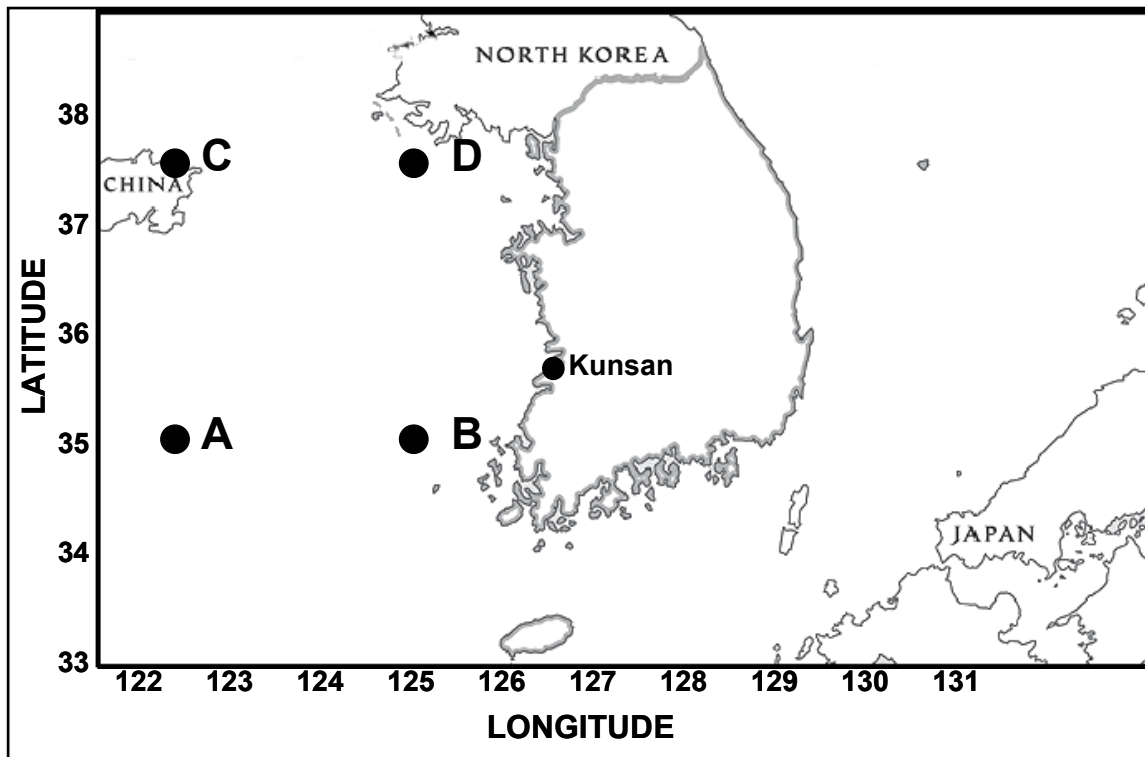 NORTH KOREA
38
C
D
CHINA
37
LATITUDE
36
Kunsan
35
A
B
34
JAPAN
33
122 123 124 125 126 127 128 129 130 131
LONGITUDE